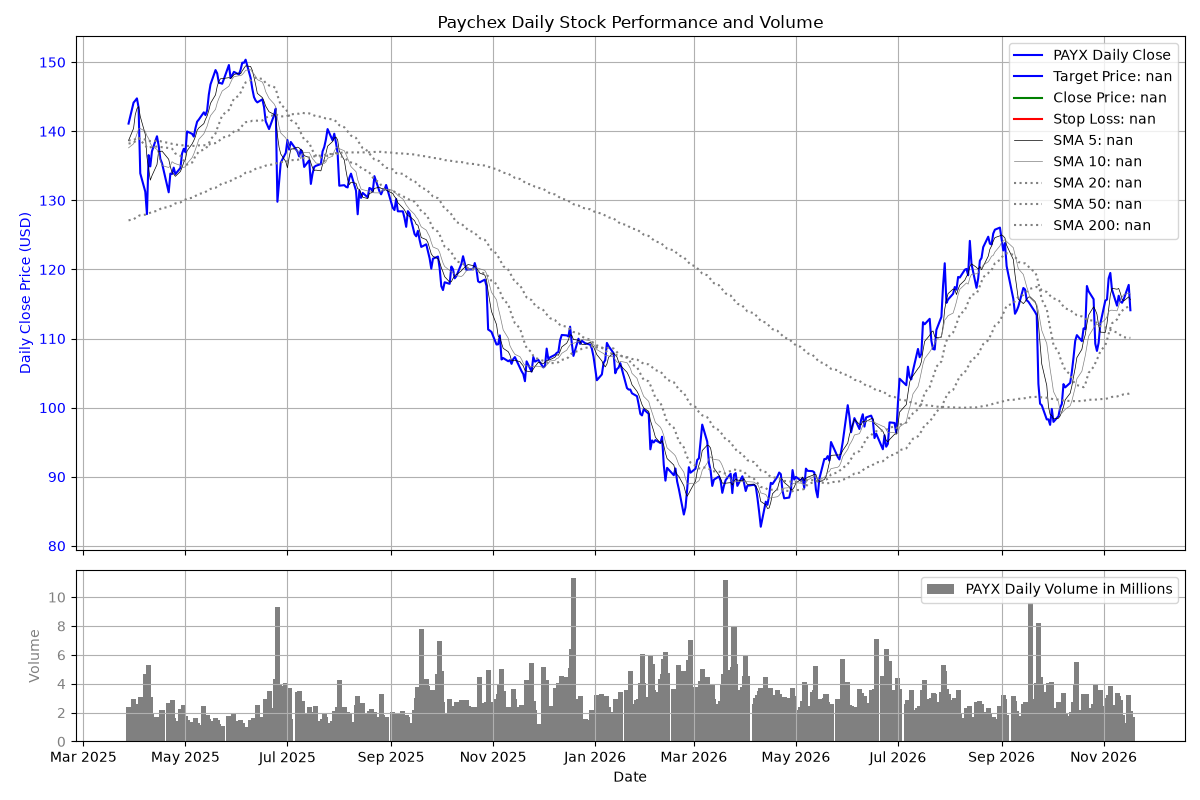 Paychex Daily Stock Performance and Volume
Daily Close Price (USD)
150
140
130
120
110
100
90
80
PAYX Daily Close
Target Price: nan
Close Price: nan
Stop Loss: nan
SMA 5: nan
SMA 10: nan
SMA 20: nan
SMA 50: nan
SMA 200: nan
Volume
10
8
6
4
2
0
PAYX Daily Volume in Millions
Mar 2025 May 2025 Jul 2025 Sep 2025 Nov 2025 Jan 2026 Mar 2026 May 2026 Jul 2026 Sep 2026 Nov 2026
Date